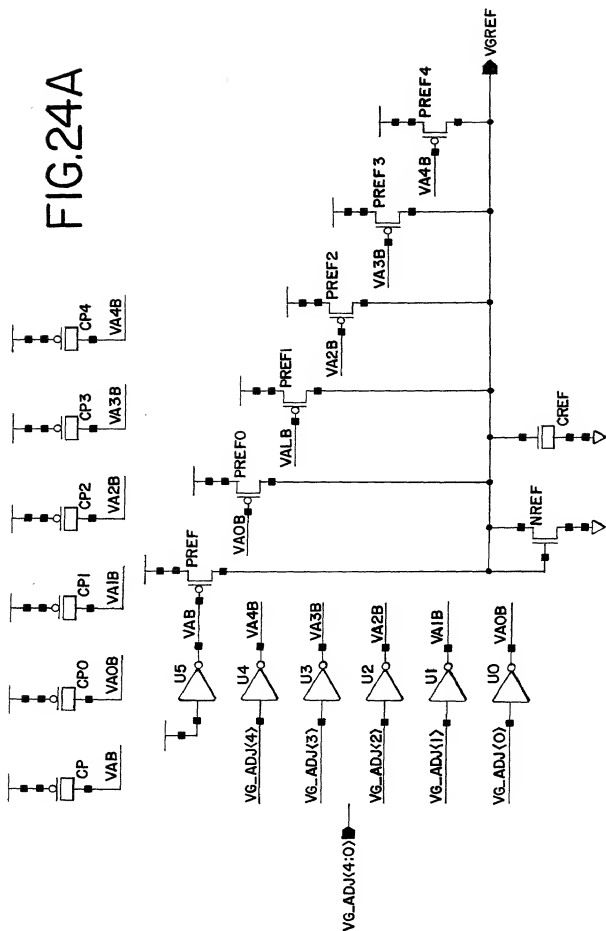 FIG.24A
CP
VAB
CP0
VA0B
CP1
VA1B
CP2
VA2B
CP3
VA3B
CP4
VA4B
U5
VAB
PREF
VG_ADJ⟨4⟩
U4
VA4B
VG_ADJ⟨3⟩
U3
VA3B
VG_ADJ⟨2⟩
U2
VA2B
VG_ADJ⟨1⟩
U1
VA1B
VG_ADJ⟨0⟩
U0
VA0B
VG_ADJ⟨4:0⟩
PREF0
VA0B
PREF1
VALB
PREF2
VA2B
PREF3
VA3B
PREF4
VA4B
VGREF
NREF
CREF